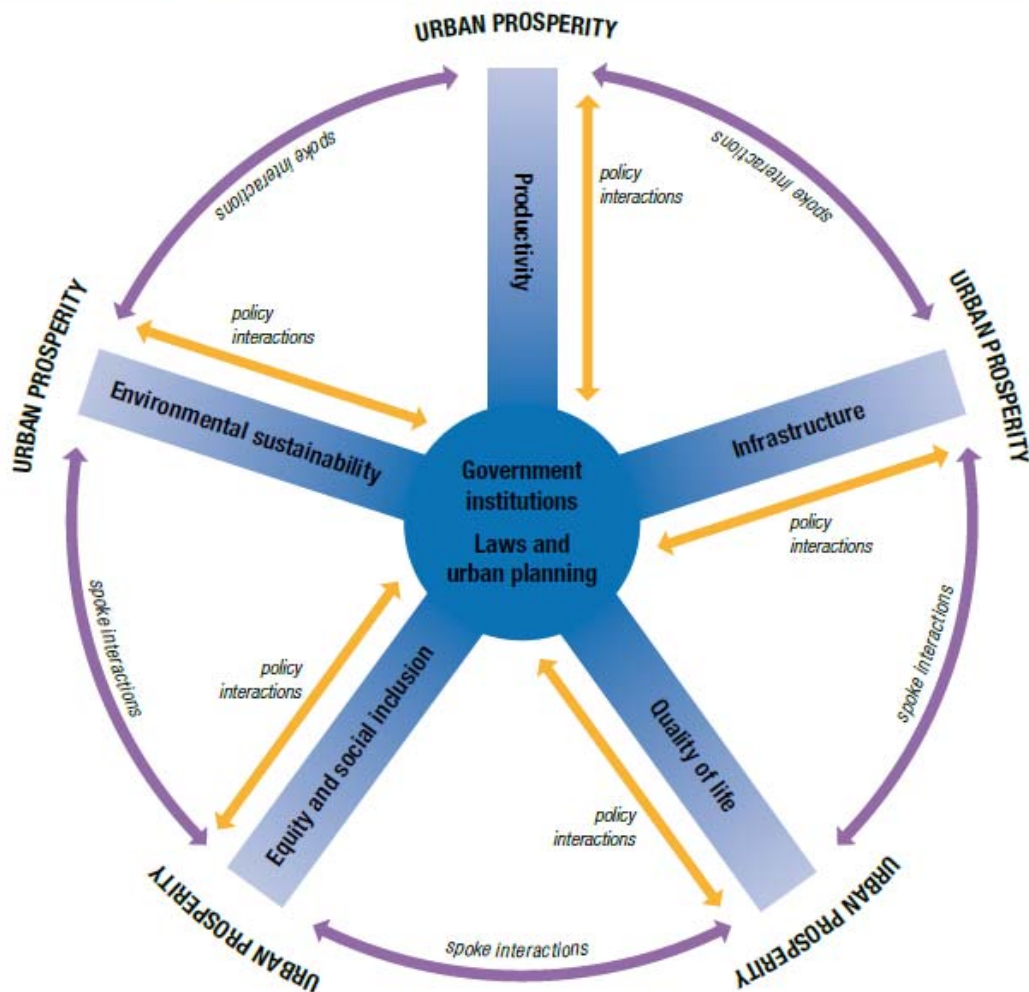 URBAN PROSPERITY
spoke interactions
spoke interactions
Productivity
policy
interactions
URBAN PROSPERITY
policy
interactions
Environmental sustainability
URBAN PROSPERITY
Infrastructure
policy
interactions
Government
institutions
Laws and
urban planning
spoke interactions
policy
interactions
Equity and social inclusion
Quality of life
policy
interactions
spoke interactions
URBAN PROSPERITY
spoke interactions
URBAN PROSPERITY